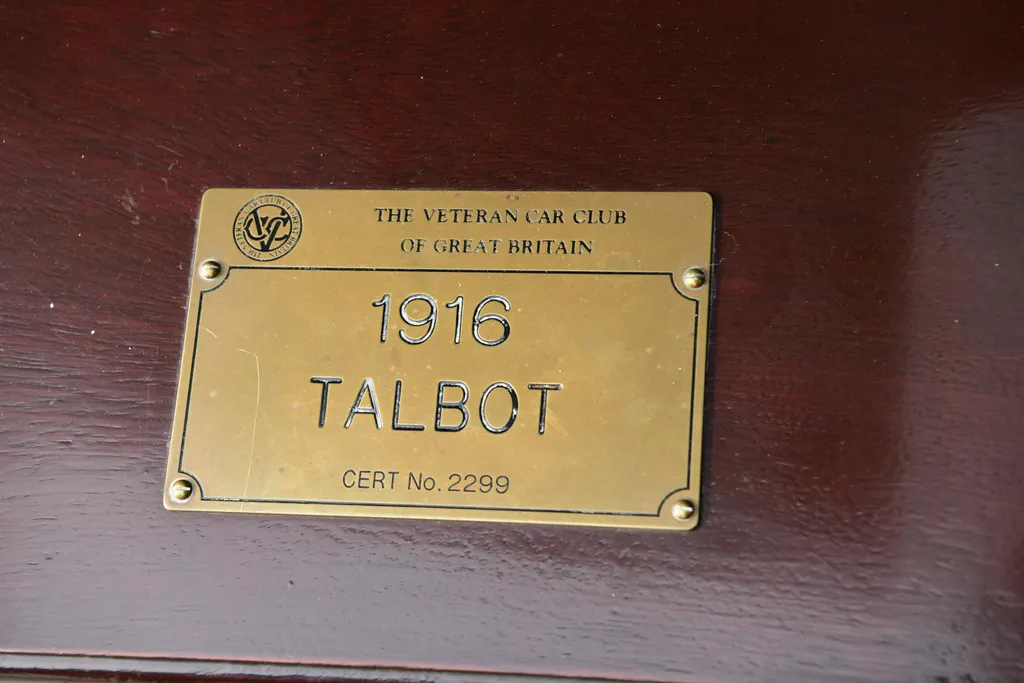 THE VETERAN CAR CLUB
OF GREAT BRITAIN
1916
TALBOT
CERT No. 2299